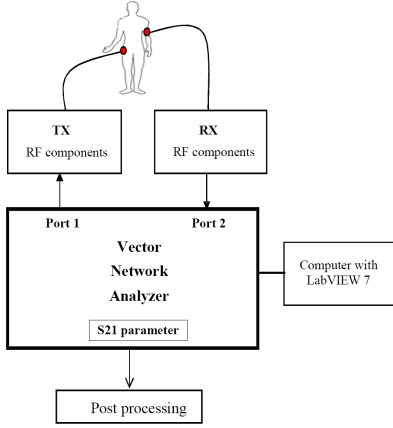 TX
RF components
RX
RF components
Port 1
Port 2
Vector
Network
Analyzer
S21 parameter
Computer with
LabVIEW 7
Post processing